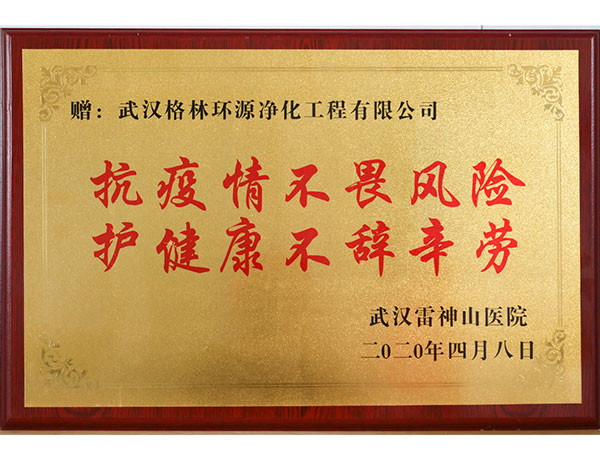 赠：武汉格林环源净化工程有限公司
抗疫情不畏风险
护健康不辞辛劳
武汉雷神山医院
二0二0年四月八日